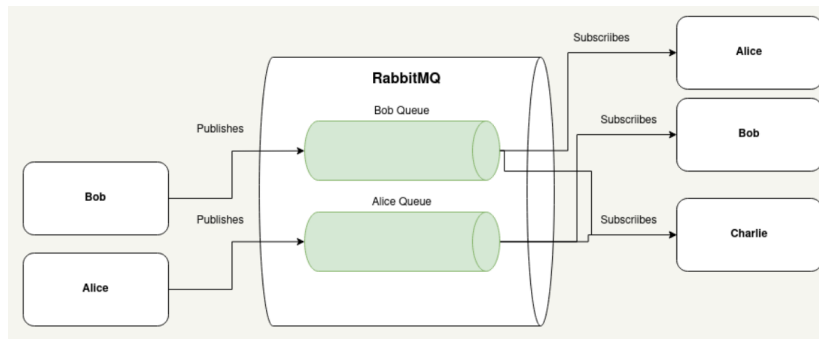 Subscriibes
Alice
RabbitMQ
Bob Queue
Publishes
Subscriibes
Bob
Bob
Alice Queue
Publishes
Subscriibes
Charlie
Alice